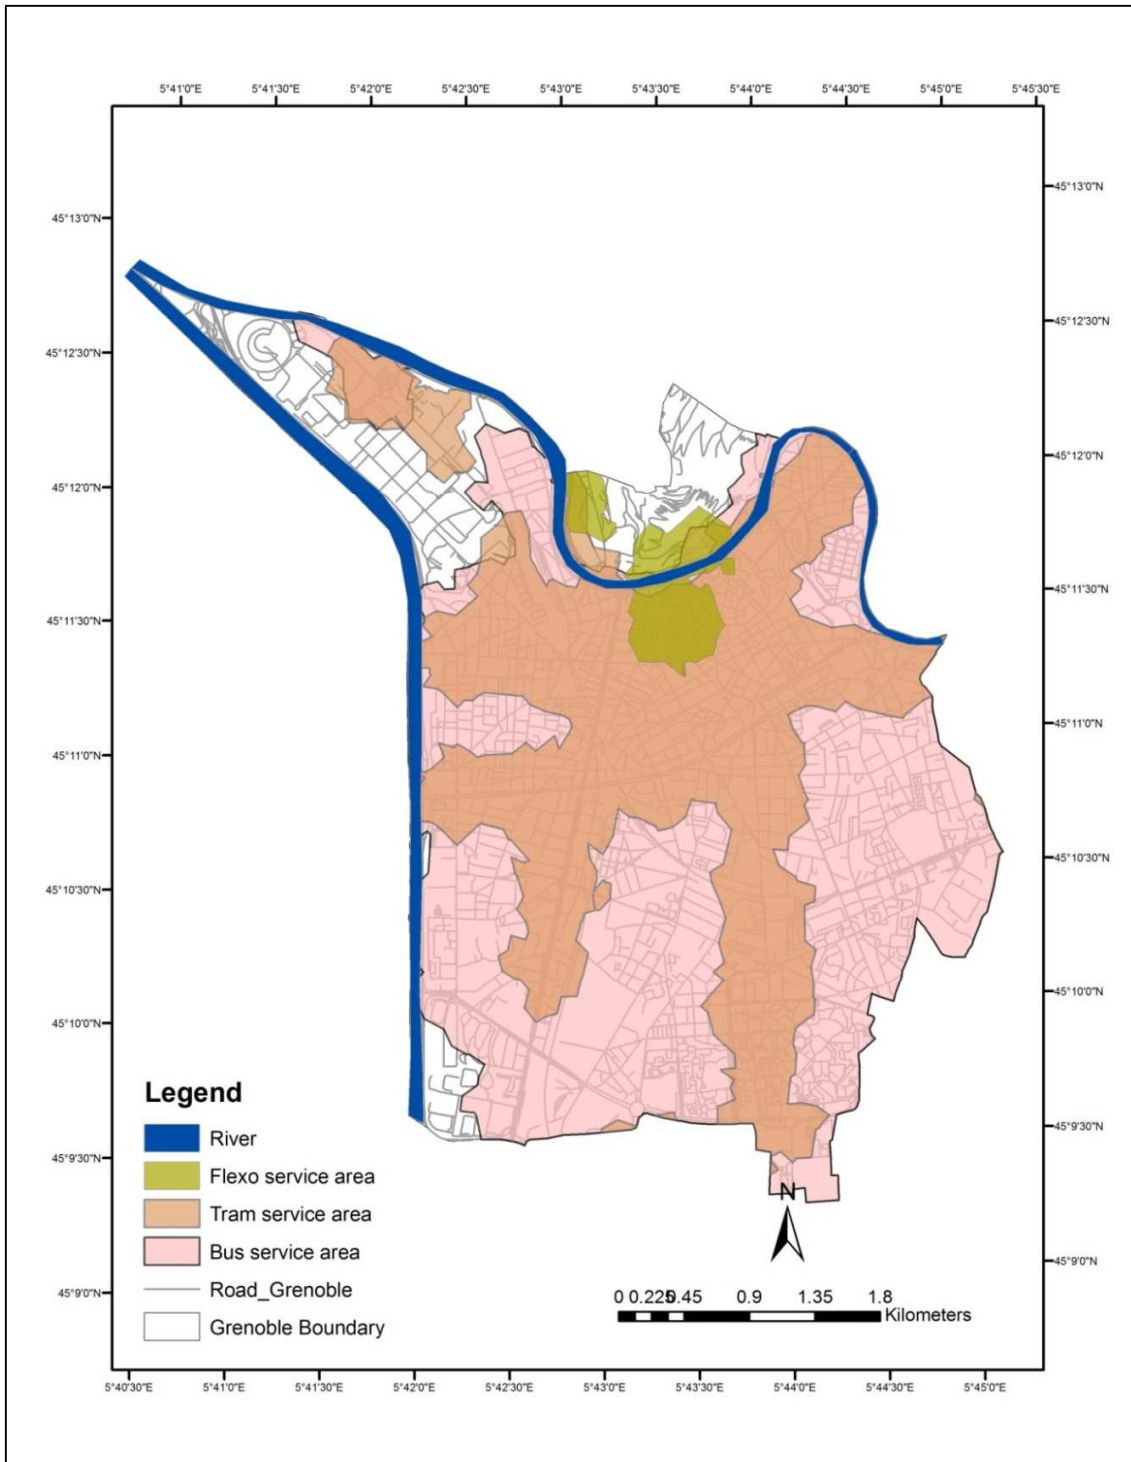 5°41'0"E 5°41'30"E 5°42'0"E 5°42'30"E 5°43'0"E 5°43'30"E 5°44'0"E 5°44'30"E 5°45'0"E 5°45'30"E
45°13'0"N
45°13'0"N
45°12'30"N
45°12'30"N
45°12'0"N
45°12'0"N
45°11'30"N
45°11'30"N
45°11'0"N
45°11'0"N
45°10'30"N
45°10'30"N
45°10'0"N
45°10'0"N
Legend
River
45°9'30"N
45°9'30"N
Flexo service area
N
Tram service area
Bus service area
45°9'0"N
Road_Grenoble
45°9'0"N
0 0.225 0.45 0.9 1.35 1.8
Kilometers
Grenoble Boundary
5°40'30"E 5°41'0"E 5°41'30"E 5°42'0"E 5°42'30"E 5°43'0"E 5°43'30"E 5°44'0"E 5°44'30"E 5°45'0"E